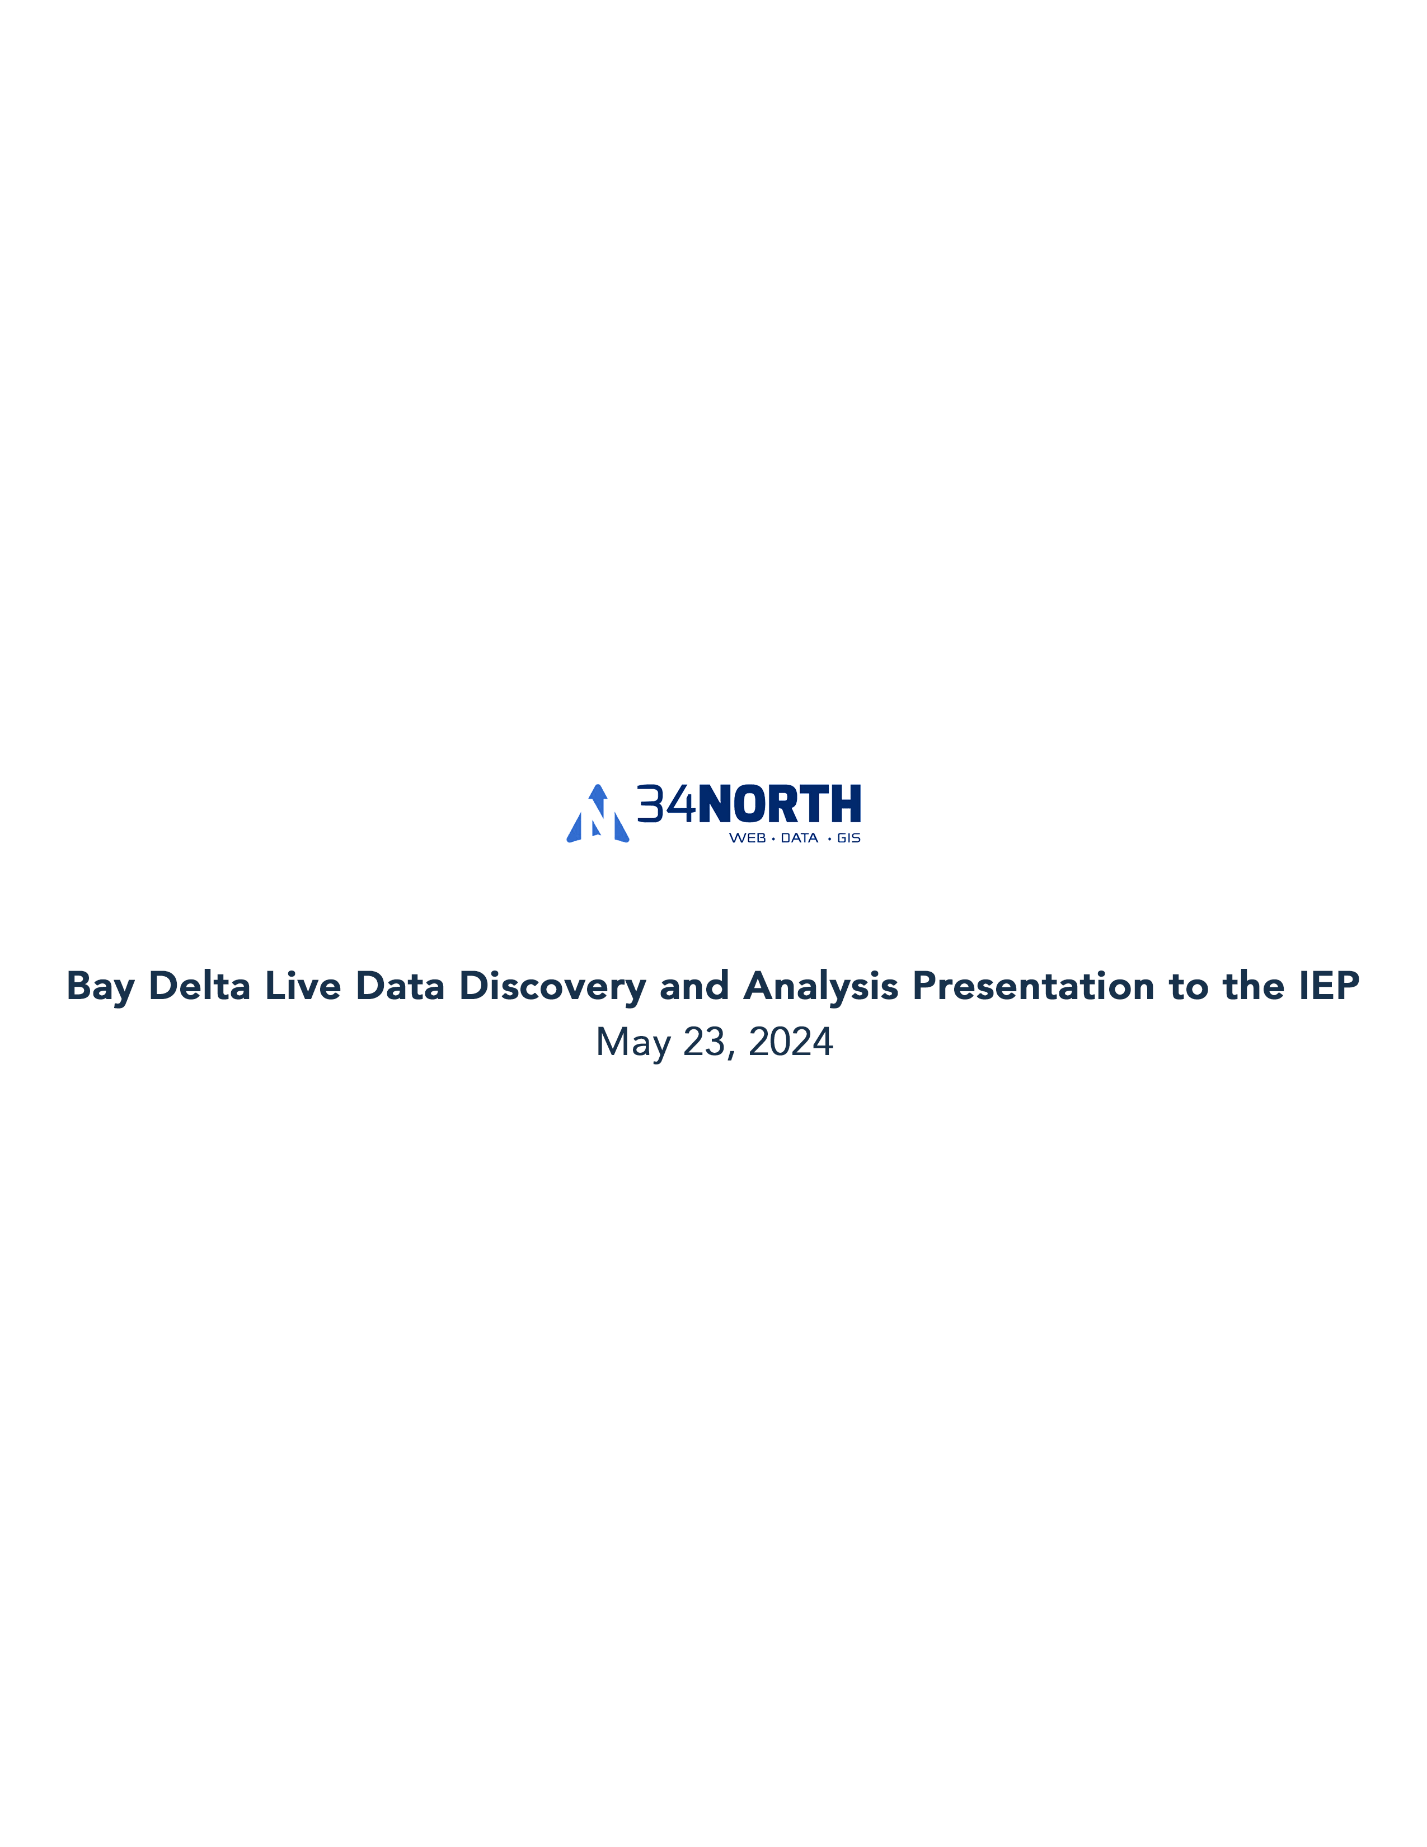 34NORTH
WEB • DATA • GIS
Bay Delta Live Data Discovery and Analysis Presentation to the IEP
May 23, 2024